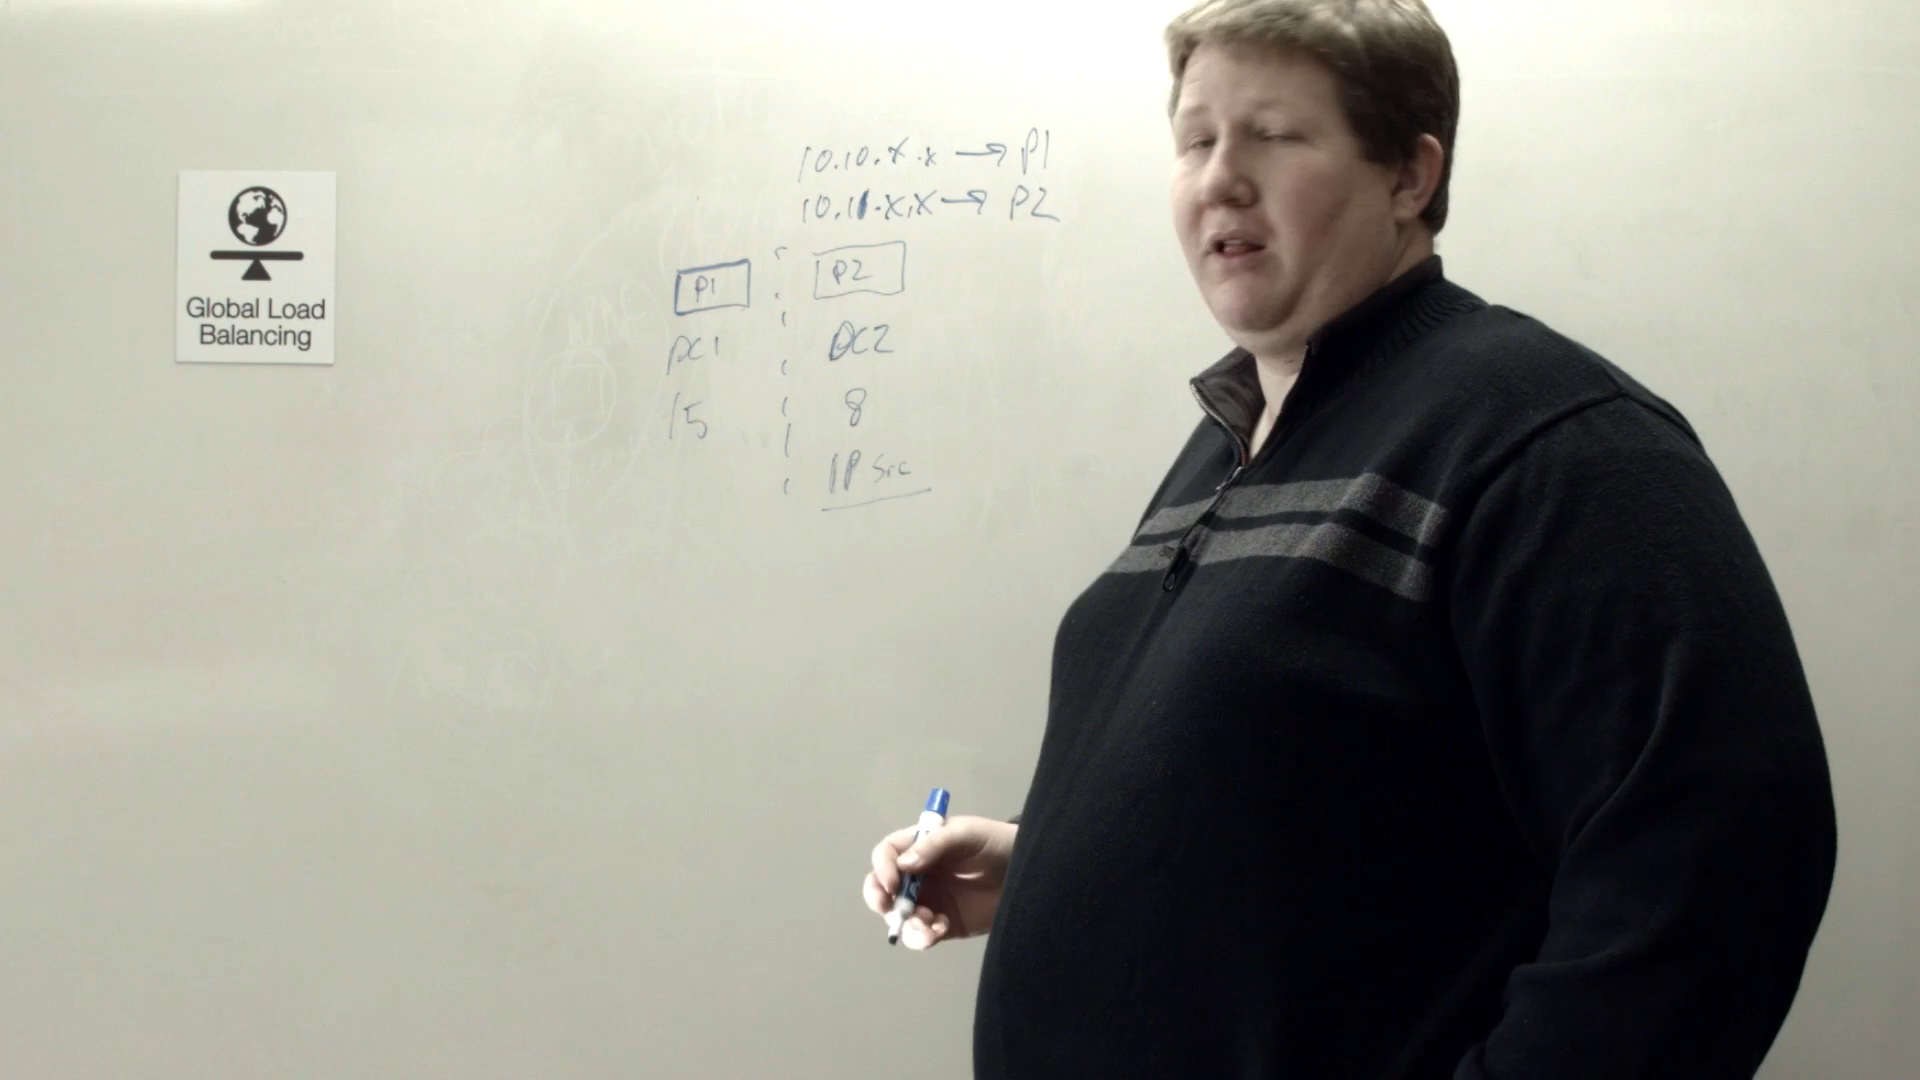 Global Load
Balancing
10.10.x.x → P1
10.11.x.x → P2
P1 P2
DC1 DC2
15 8
IP Src